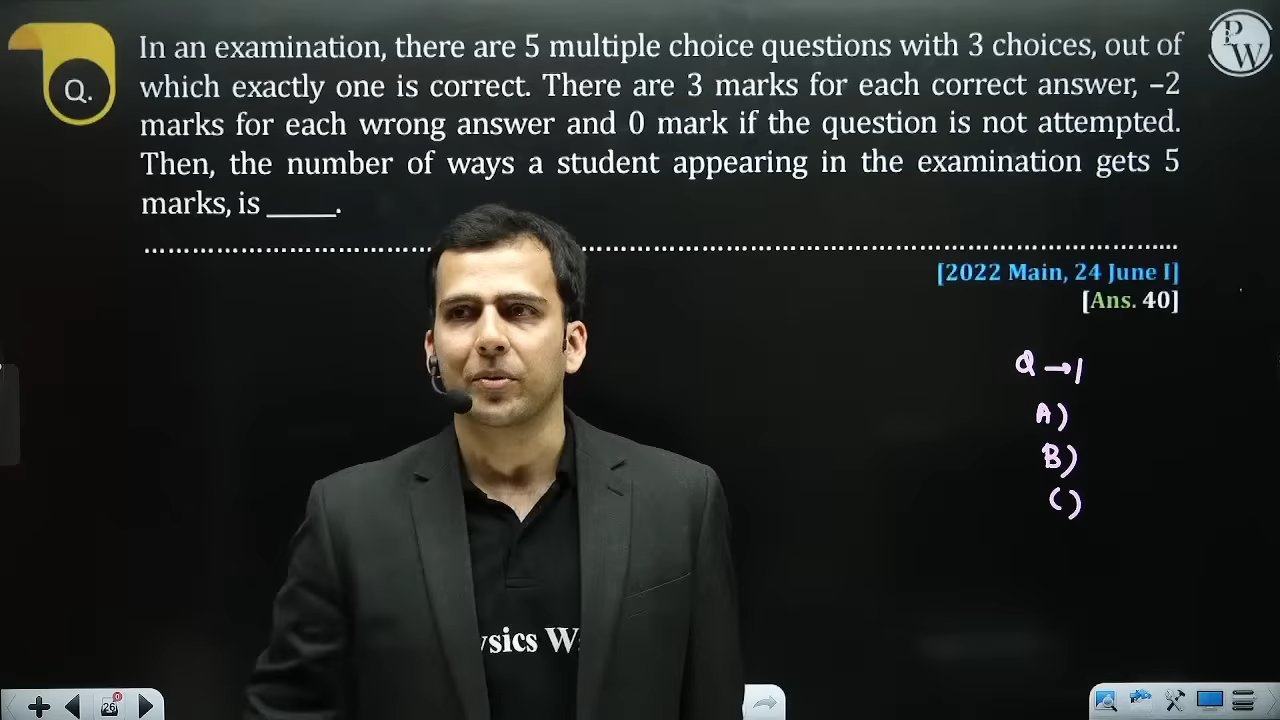 Q.
In an examination, there are 5 multiple choice questions with 3 choices, out of
which exactly one is correct. There are 3 marks for each correct answer, –2
marks for each wrong answer and 0 mark if the question is not attempted.
Then, the number of ways a student appearing in the examination gets 5
marks, is _____.
[2022 Main, 24 June I]
[Ans. 40]
Q → 1
A)
B)
C)
ysics W
PW
26
0